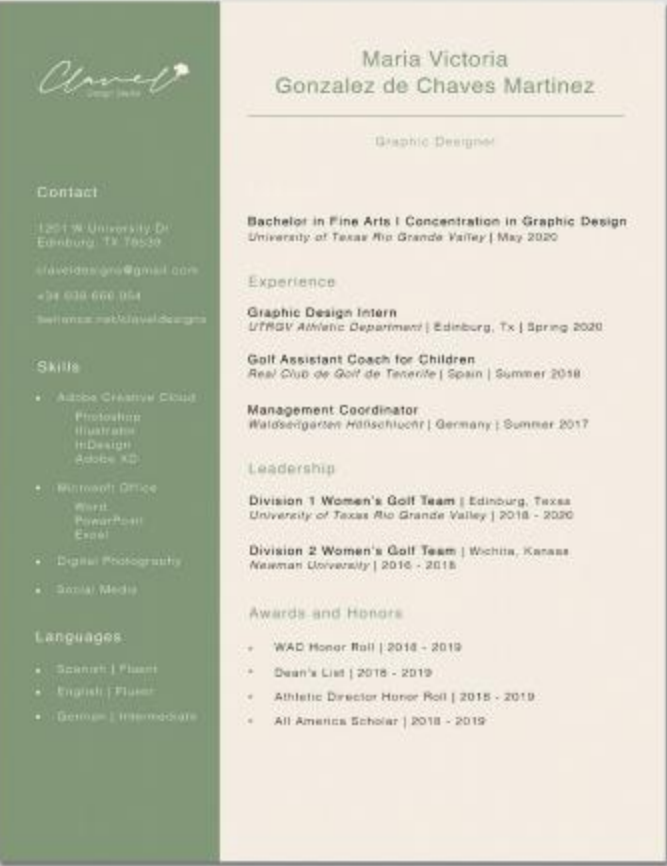 Clavel
Design Studio
Contact
1201 W University Dr
Edinburg, TX 78539
claveldesigns@gmail.com
behance.net/claveldesigns
Skills
• Adobe Creative Cloud
Photoshop
Illustrator
InDesign
Adobe XD
• Microsoft Office
Word
PowerPoint
Excel
• Digital Photography
• Social Media
Languages
• Spanish | Fluent
• English | Fluent
• German | Intermediate
Maria Victoria
Gonzalez de Chaves Martinez
Graphic Designer
Bachelor in Fine Arts | Concentration in Graphic Design
University of Texas Rio Grande Valley | May 2020
Experience
Graphic Design Intern
UTRGV Athletic Department | Edinburg, Tx | Spring 2020
Golf Assistant Coach for Children
Real Club de Golf de Tenerife | Spain | Summer 2018
Management Coordinator
Waldseilgarten Höllschlucht | Germany | Summer 2017
Leadership
Division 1 Women's Golf Team | Edinburg, Texas
University of Texas Rio Grande Valley | 2018 - 2020
Division 2 Women's Golf Team | Wichita, Kansas
Newman University | 2016 - 2018
Awards and Honors
• WAC Honor Roll | 2018 - 2019
• Dean's List | 2018 - 2019
• Athletic Director Honor Roll | 2018 - 2019
• All America Scholar | 2018 - 2019